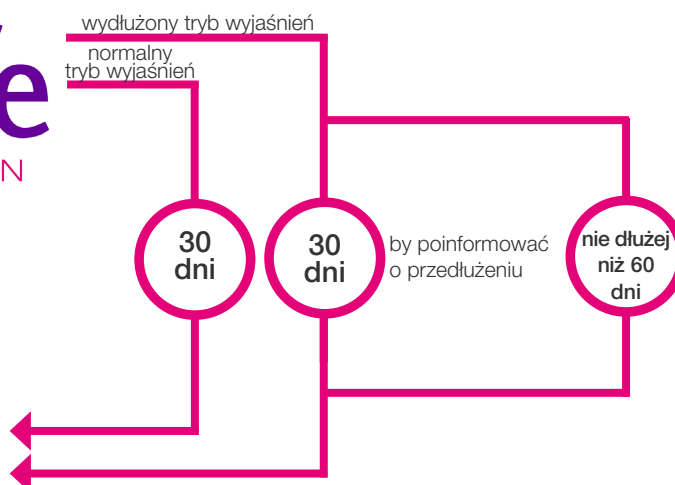 wydłużony tryb wyjaśnień
normalny
tryb wyjaśnień
e
N
30
dni
30
dni
by poinformować
o przedłużeniu
nie dłużej
niż 60
dni